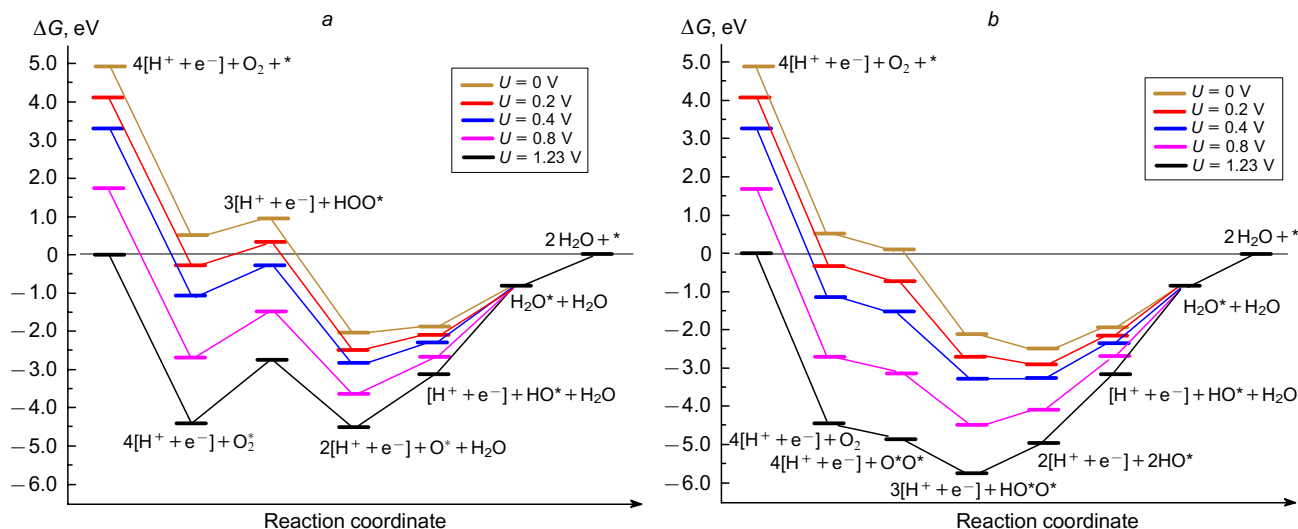 a
ΔG, eV
5.0
4.0
3.0
2.0
1.0
0
−1.0
−2.0
−3.0
−4.0
−5.0
−6.0
4[H⁺ + e⁻] + O₂ + *
U = 0 V
U = 0.2 V
U = 0.4 V
U = 0.8 V
U = 1.23 V
3[H⁺ + e⁻] + HOO*
2H₂O + *
H₂O* + H₂O
[H⁺ + e⁻] + HO* + H₂O
4[H⁺ + e⁻] + O₂*
2[H⁺ + e⁻] + O* + H₂O
Reaction coordinate
b
ΔG, eV
5.0
4.0
3.0
2.0
1.0
0
−1.0
−2.0
−3.0
−4.0
−5.0
−6.0
4[H⁺ + e⁻] + O₂ + *
U = 0 V
U = 0.2 V
U = 0.4 V
U = 0.8 V
U = 1.23 V
2H₂O + *
H₂O* + H₂O
[H⁺ + e⁻] + HO* + H₂O
4[H⁺ + e⁻] + O₂
4[H⁺ + e⁻] + O*O*
2[H⁺ + e⁻] + 2HO*
3[H⁺ + e⁻] + HO*O*
Reaction coordinate